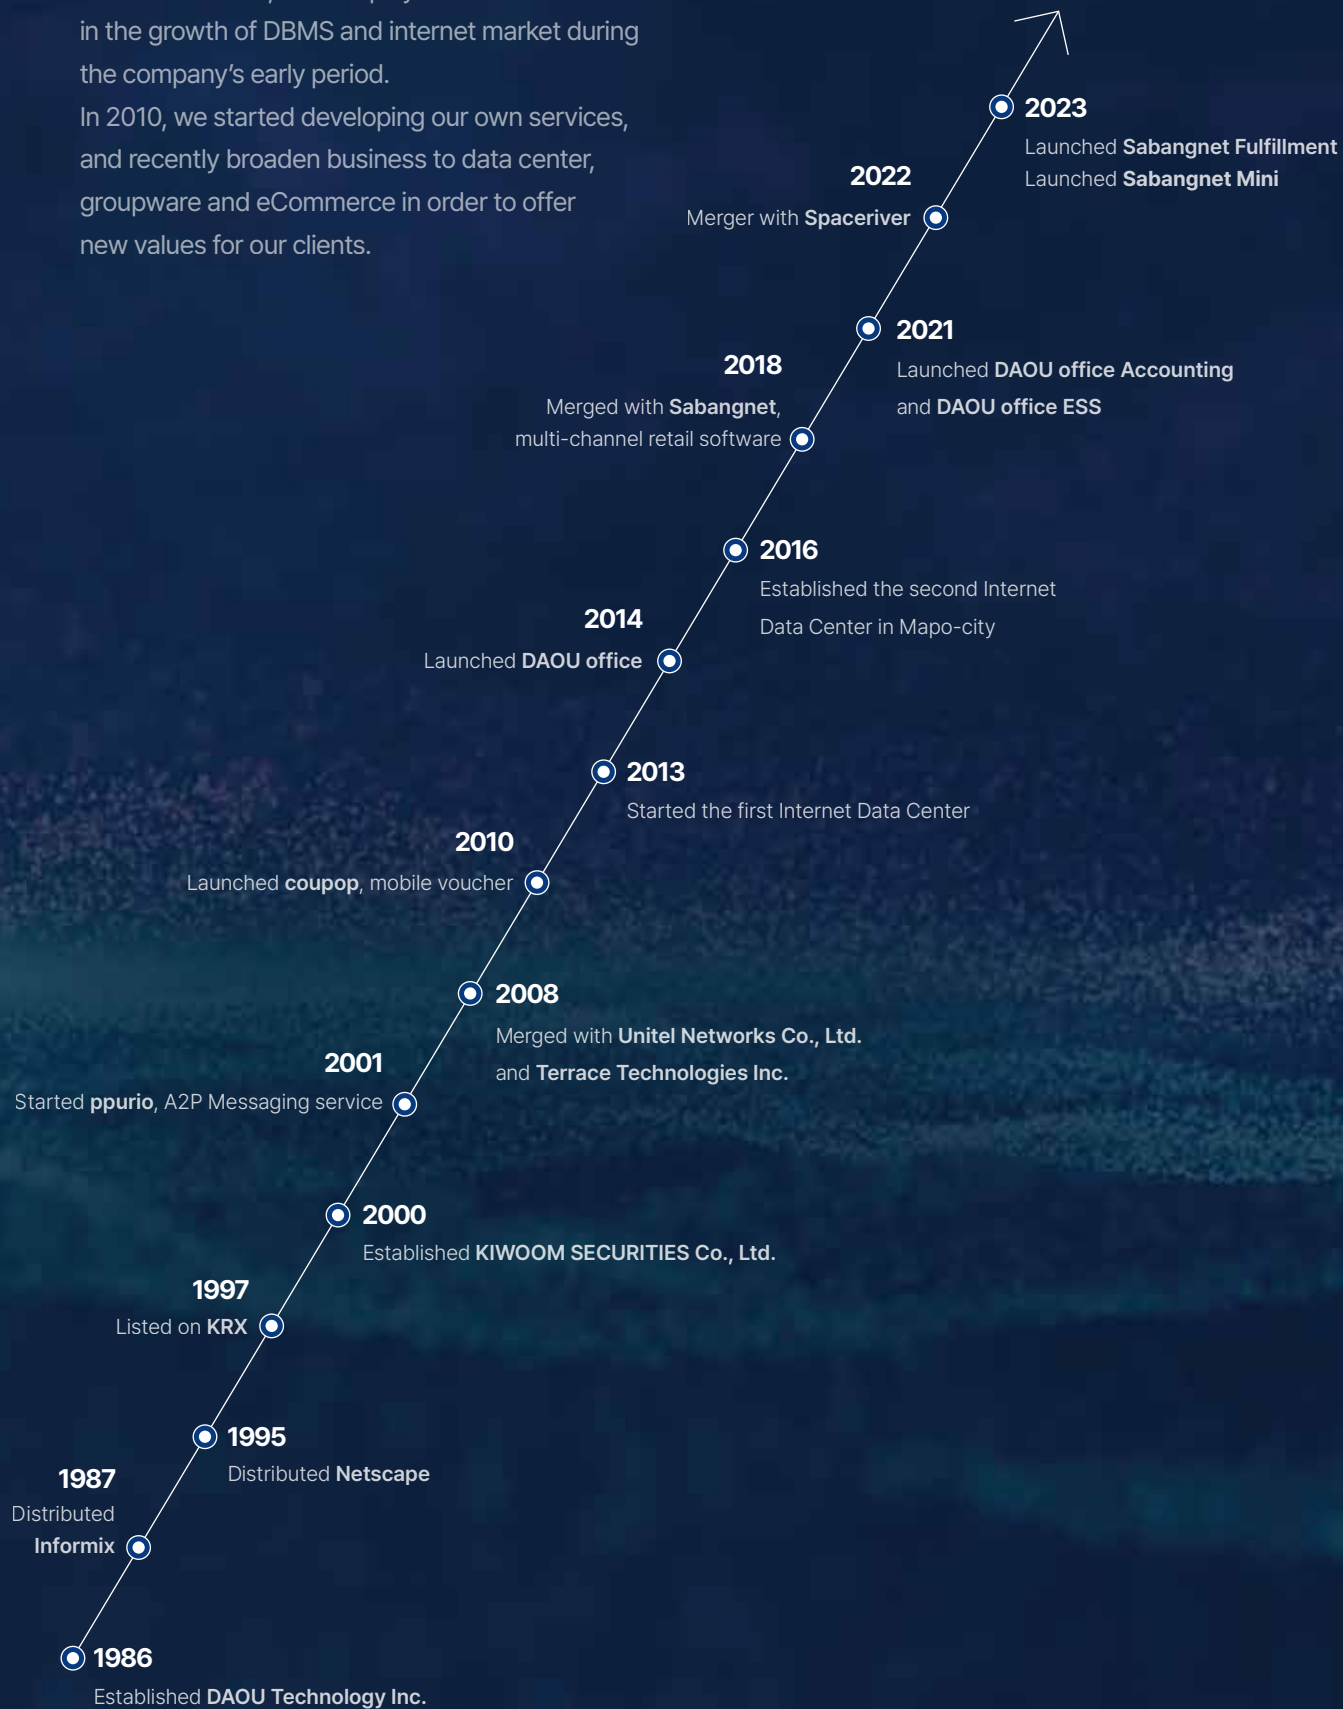 in the growth of DBMS and internet market during
the company's early period.
In 2010, we started developing our own services,
and recently broaden business to data center,
groupware and eCommerce in order to offer
new values for our clients.
2023
Launched Sabangnet Fulfillment
Launched Sabangnet Mini
2022
Merger with Spaceriver
2021
Launched DAOU office Accounting
and DAOU office ESS
2018
Merged with Sabangnet,
multi-channel retail software
2016
Established the second Internet
Data Center in Mapo-city
2014
Launched DAOU office
2013
Started the first Internet Data Center
2010
Launched coupop, mobile voucher
2008
Merged with Unitel Networks Co., Ltd.
and Terrace Technologies Inc.
2001
Started ppurio, A2P Messaging service
2000
Established KIWOOM SECURITIES Co., Ltd.
1997
Listed on KRX
1995
Distributed Netscape
1987
Distributed
Informix
1986
Established DAOU Technology Inc.